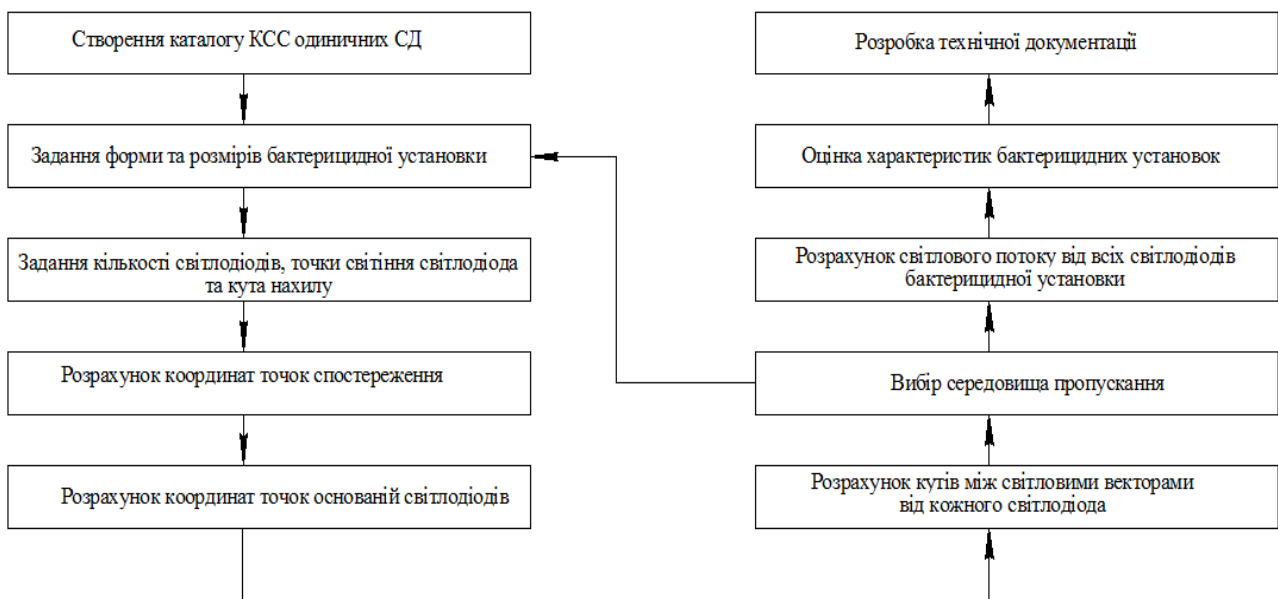 Створення каталогу КСС одиничних СД
Задання форми та розмірів бактерицидної установки
Задання кількості світлодіодів, точки світіння світлодіода
та кута нахилу
Розрахунок координат точок спостереження
Розрахунок координат точок основаній світлодіодів
Розробка технічної документації
Оцінка характеристик бактерицидних установок
Розрахунок світлового потоку від всіх світлодіодів
бактерицидної установки
Вибір середовища пропускання
Розрахунок кутів між світловими векторами
від кожного світлодіода